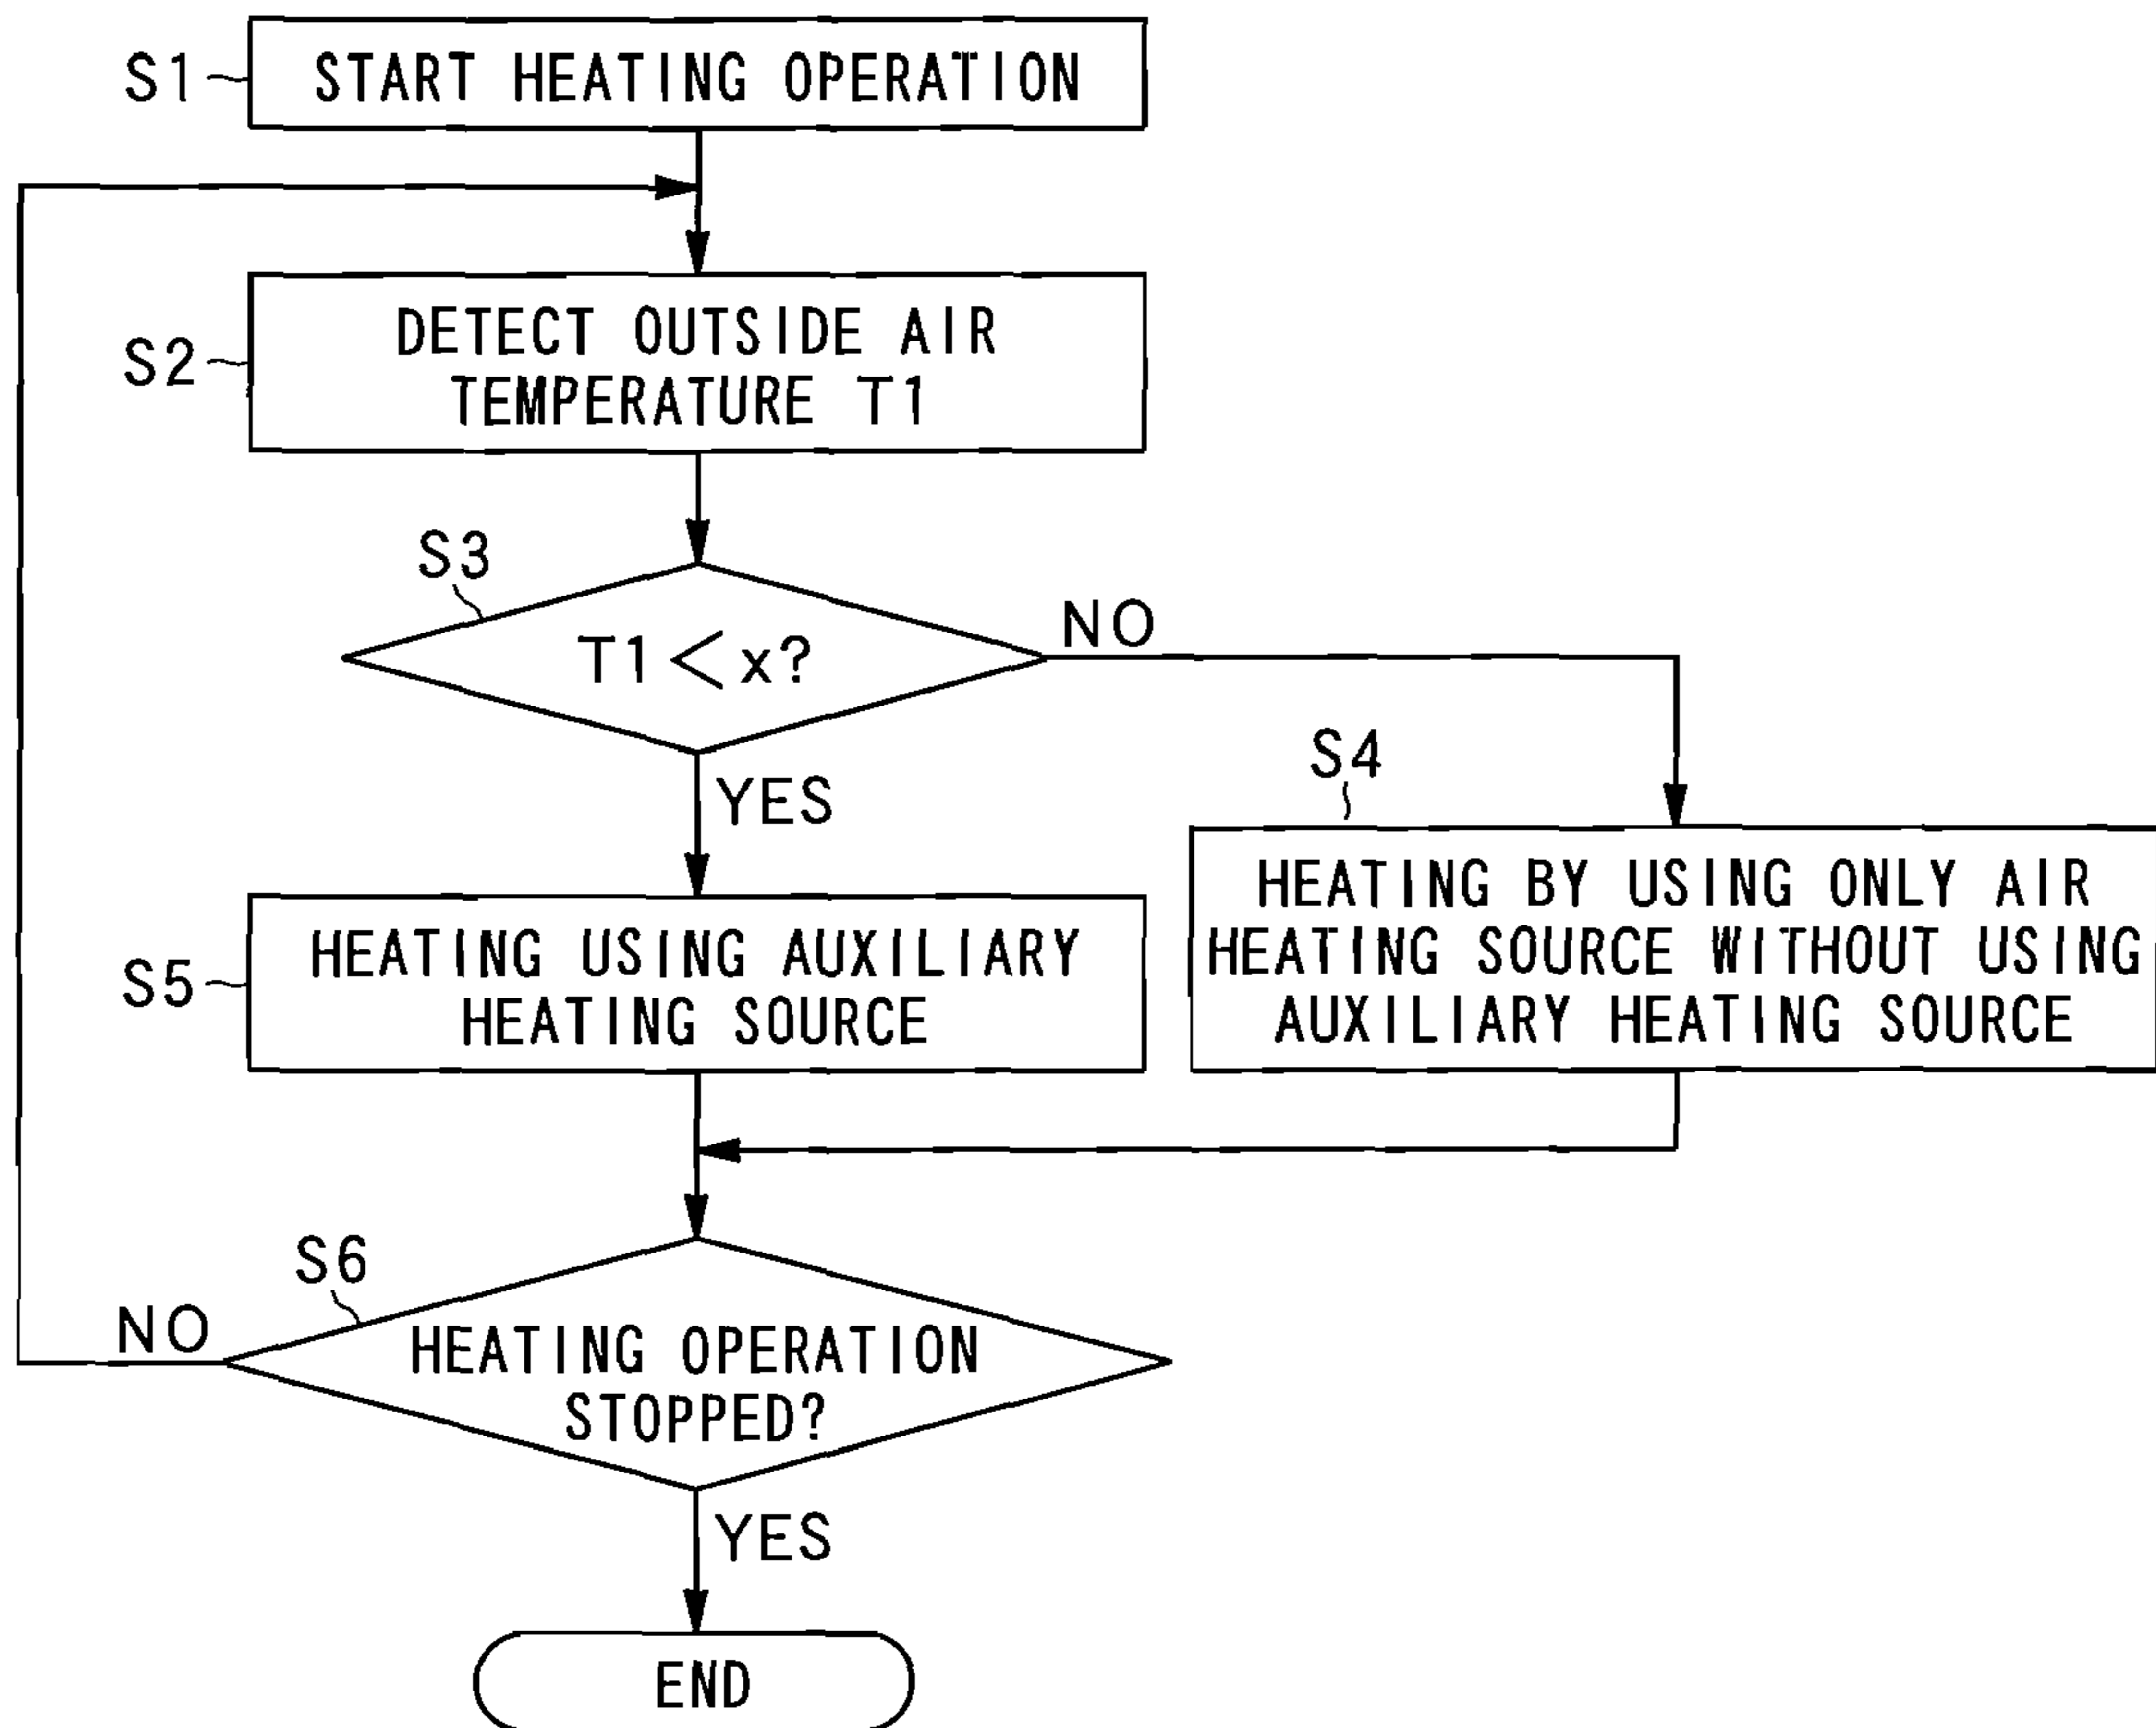 S1
START HEATING OPERATION
S2
DETECT OUTSIDE AIR
TEMPERATURE T1
S3
T1<x?
NO
YES
S4
HEATING BY USING ONLY AIR
HEATING SOURCE WITHOUT USING
AUXILIARY HEATING SOURCE
S5
HEATING USING AUXILIARY
HEATING SOURCE
S6
HEATING OPERATION
STOPPED?
NO
YES
END